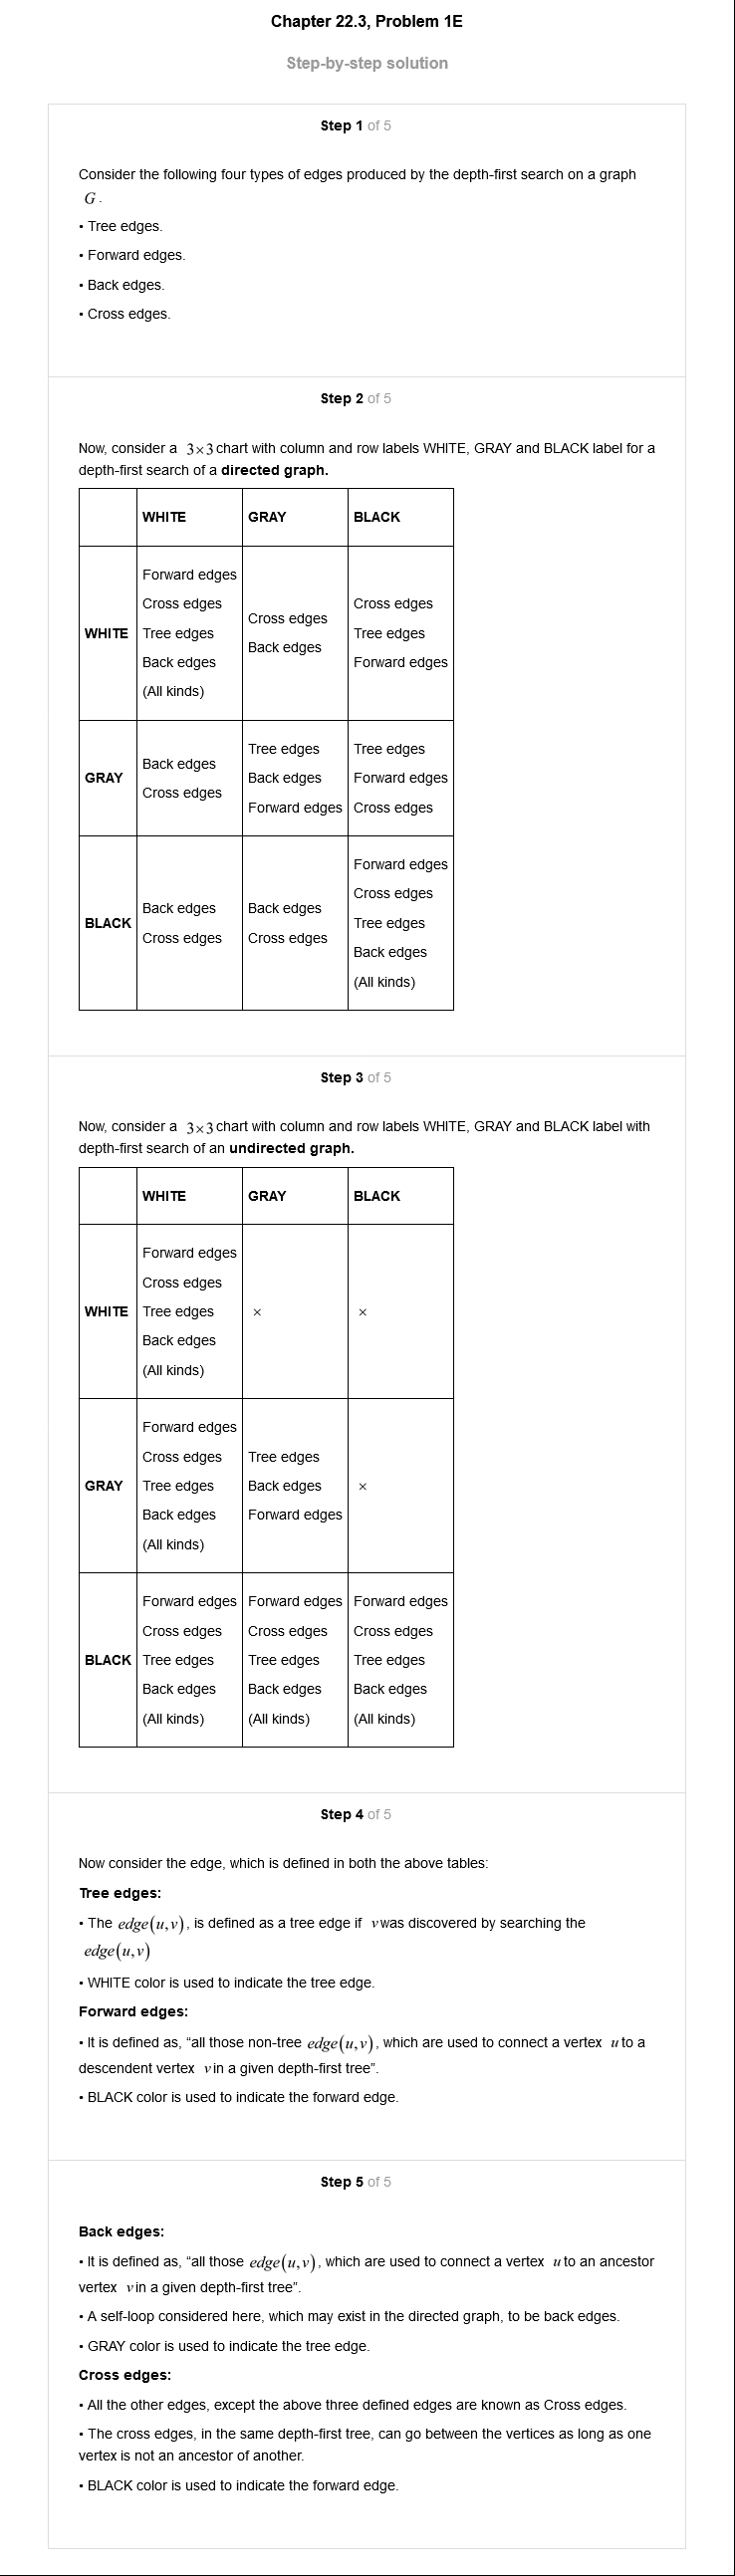 Chapter 22.3, Problem 1E
Step-by-step solution
Step 1 of 5
Consider the following four types of edges produced by the depth-first search on a graph
G.
• Tree edges.
• Forward edges.
• Back edges.
• Cross edges.
Step 2 of 5
Now, consider a 3×3 chart with column and row labels WHITE, GRAY and BLACK label for a
depth-first search of a directed graph.
WHITE GRAY BLACK
WHITE
Forward edges
Cross edges
Tree edges
Back edges
(All kinds)
Cross edges
Back edges
Cross edges
Tree edges
Forward edges
GRAY
Back edges
Cross edges
Tree edges
Back edges
Forward edges
Tree edges
Forward edges
Cross edges
BLACK
Back edges
Cross edges
Back edges
Cross edges
Forward edges
Cross edges
Tree edges
Back edges
(All kinds)
Step 3 of 5
Now, consider a 3×3 chart with column and row labels WHITE, GRAY and BLACK label with
depth-first search of an undirected graph.
WHITE GRAY BLACK
WHITE
Forward edges
Cross edges
Tree edges
Back edges
(All kinds)
×
×
GRAY
Forward edges
Cross edges
Tree edges
Back edges
(All kinds)
Tree edges
Back edges
Forward edges
×
BLACK
Forward edges
Cross edges
Tree edges
Back edges
(All kinds)
Forward edges
Cross edges
Tree edges
Back edges
(All kinds)
Forward edges
Cross edges
Tree edges
Back edges
(All kinds)
Step 4 of 5
Now consider the edge, which is defined in both the above tables:
Tree edges:
• The edge(u,v), is defined as a tree edge if v was discovered by searching the
edge(u,v)
• WHITE color is used to indicate the tree edge.
Forward edges:
• It is defined as, “all those non-tree edge(u,v), which are used to connect a vertex u to a
descendent vertex v in a given depth-first tree”.
• BLACK color is used to indicate the forward edge.
Step 5 of 5
Back edges:
• It is defined as, “all those edge(u,v), which are used to connect a vertex u to an ancestor
vertex v in a given depth-first tree”.
• A self-loop considered here, which may exist in the directed graph, to be back edges.
• GRAY color is used to indicate the tree edge.
Cross edges:
• All the other edges, except the above three defined edges are known as Cross edges.
• The cross edges, in the same depth-first tree, can go between the vertices as long as one
vertex is not an ancestor of another.
• BLACK color is used to indicate the forward edge.